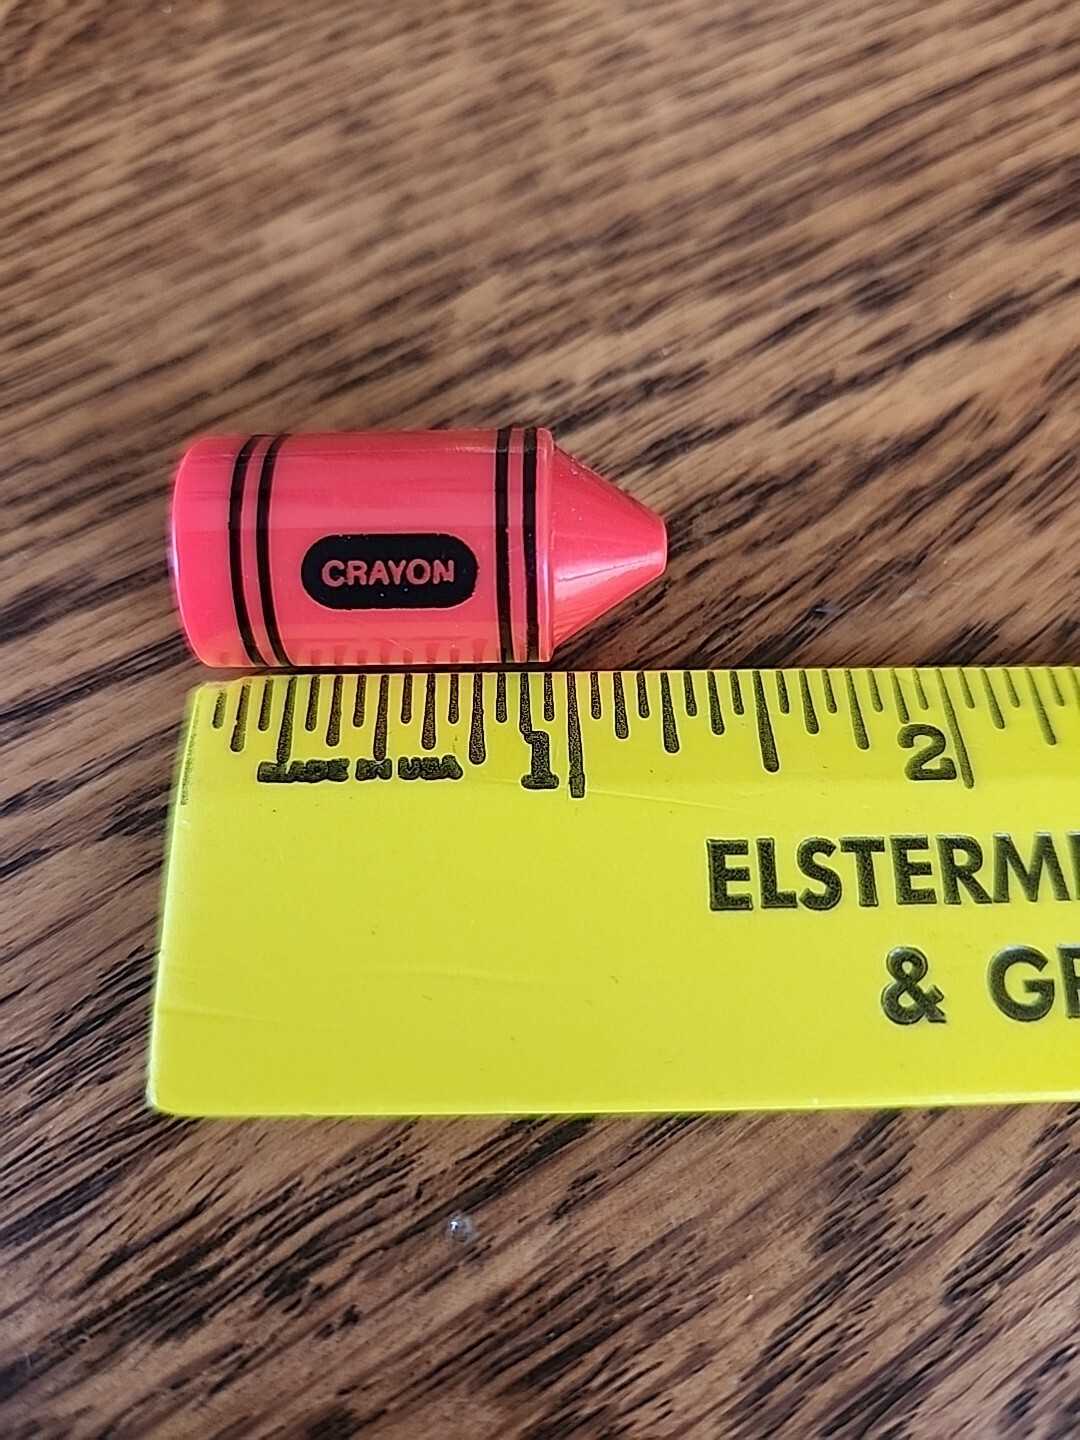 CRAYON
MADE IN USA
1 2
ELSTERM
& G